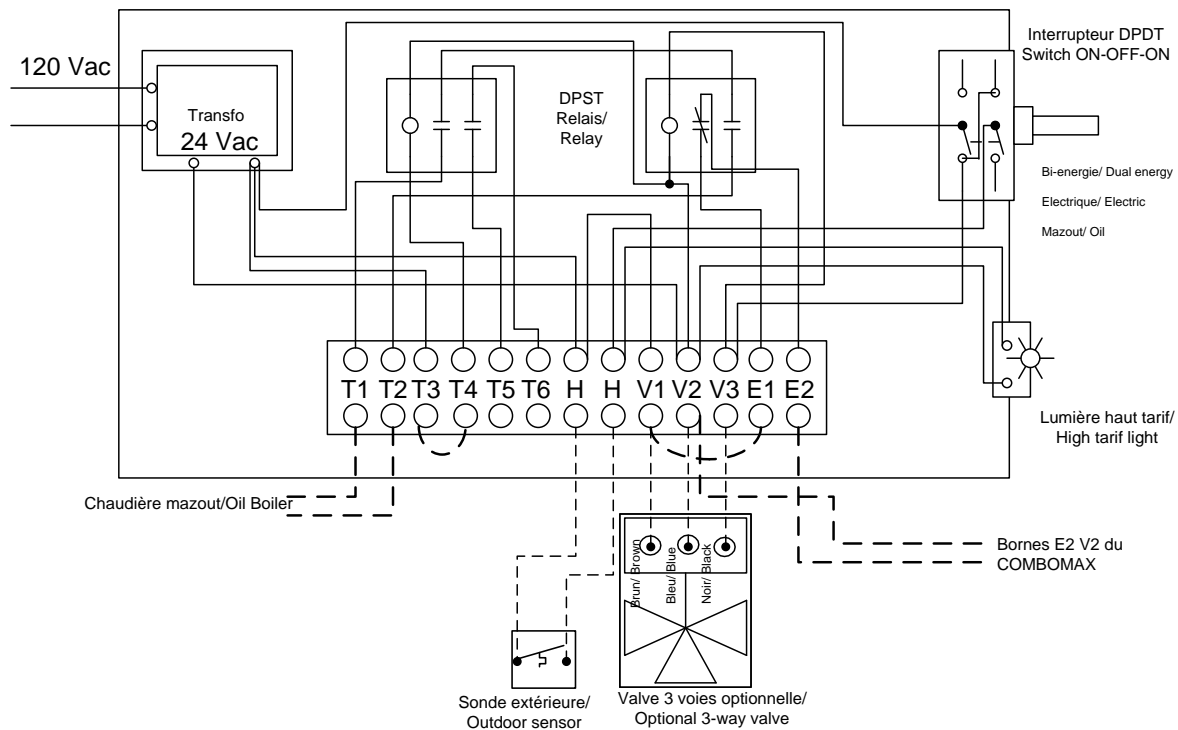 120 Vac
Transfo
24 Vac
DPST
Relais/
Relay
Interrupteur DPDT
Switch ON-OFF-ON
Bi-energie/ Dual energy
Electrique/ Electric
Mazout/ Oil
T1 T2 T3 T4 T5 T6 H H V1 V2 V3 E1 E2
Lumière haut tarif/
High tarif light
Chaudière mazout/Oil Boiler
Brun/ Brown
Bleu/ Blue
Noir/ Black
Bornes E2 V2 du
COMBOMAX
Sonde extérieure/
Outdoor sensor
Valve 3 voies optionnelle/
Optional 3-way valve